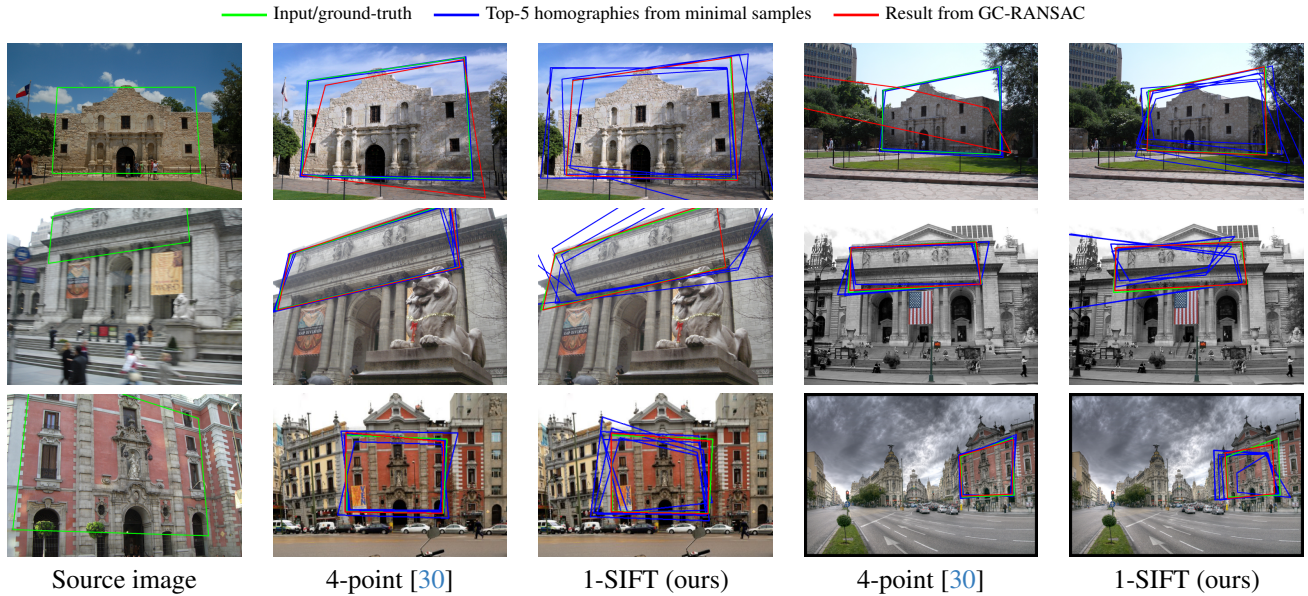 Input/ground-truth Top-5 homographies from minimal samples Result from GC-RANSAC
Source image 4-point [30] 1-SIFT (ours) 4-point [30] 1-SIFT (ours)